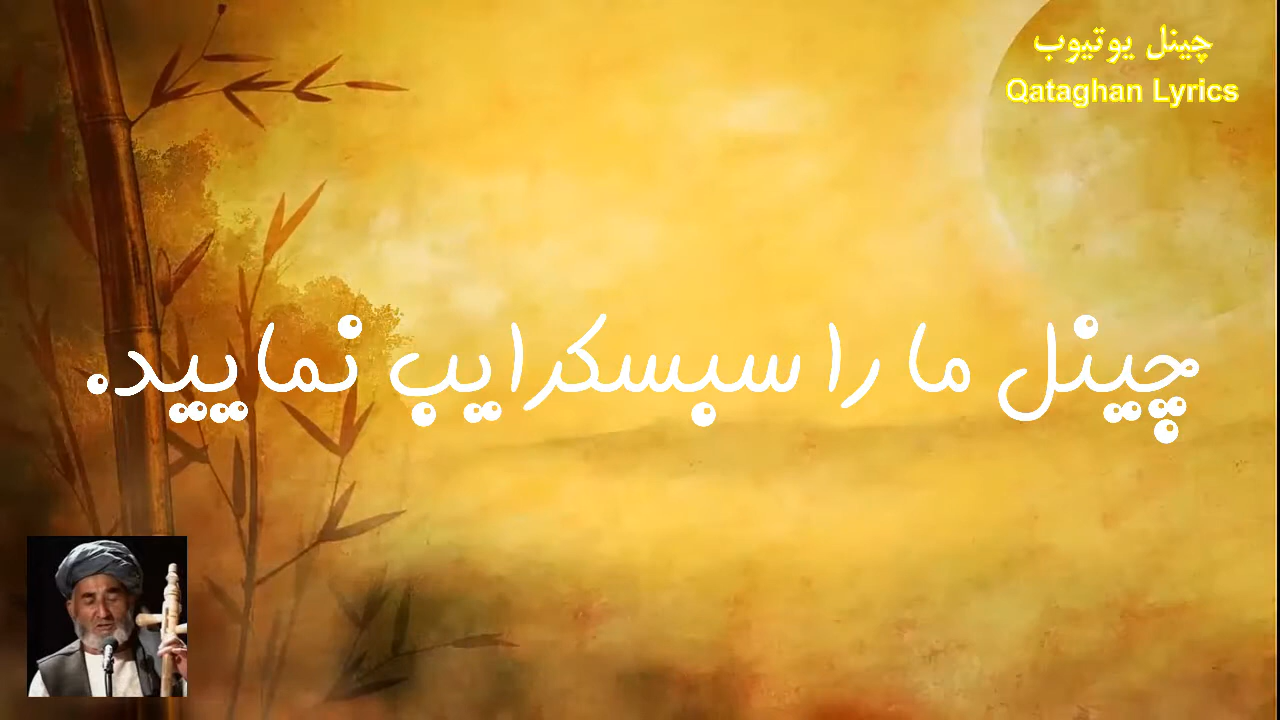 چینل یوتیوب
Qataghan Lyrics
چینل ما را سبسکرایب نمایید.